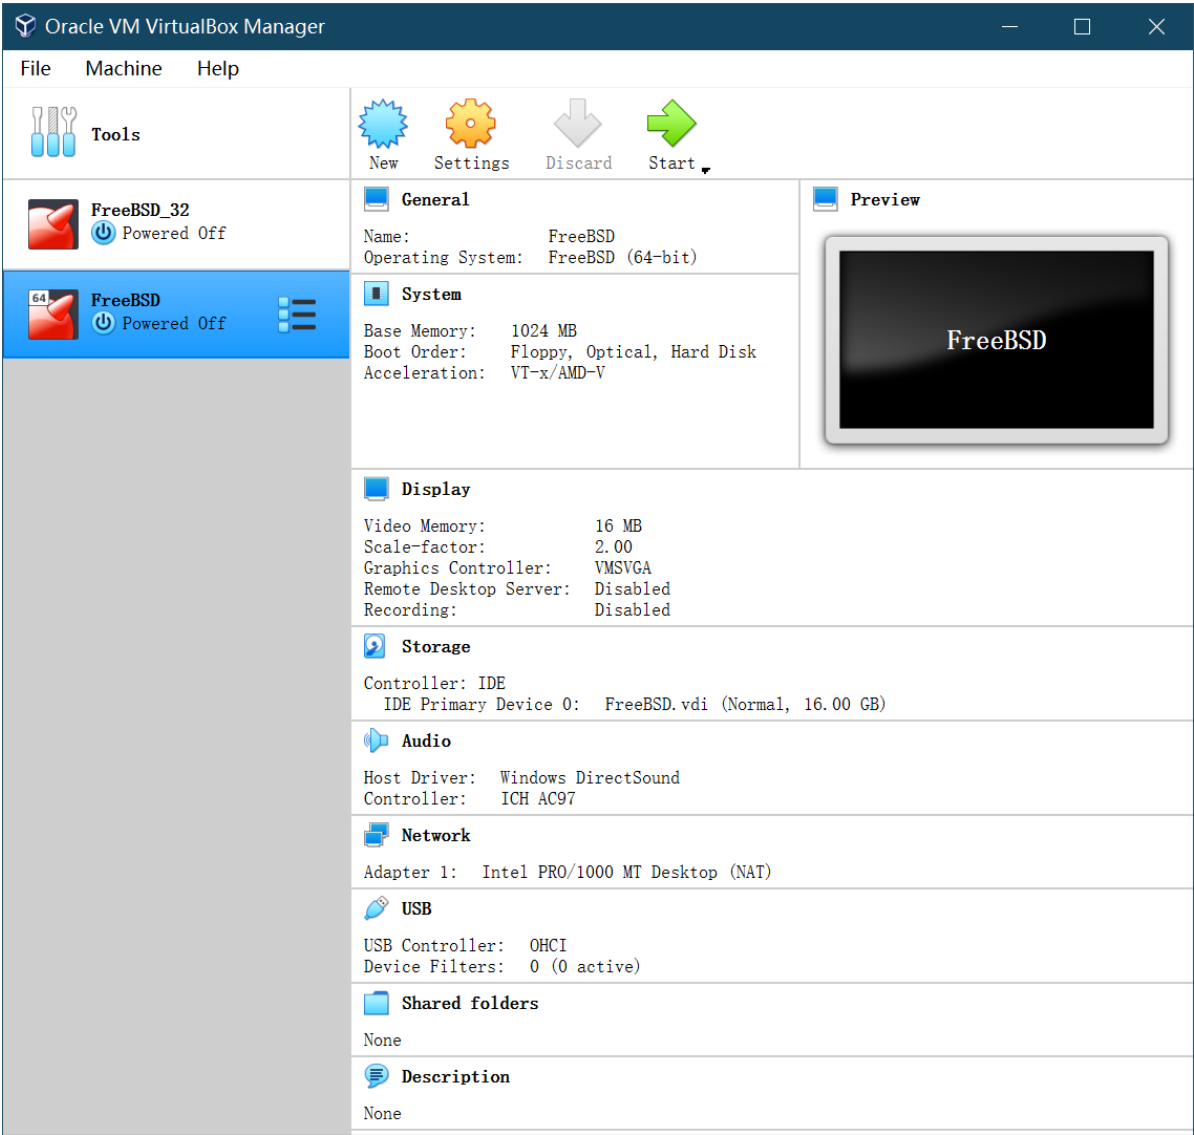 Oracle VM VirtualBox Manager
File Machine Help
Tools
New Settings Discard Start
FreeBSD_32
Powered Off
64
FreeBSD
Powered Off
General
Name: FreeBSD
Operating System: FreeBSD (64-bit)
Preview
FreeBSD
System
Base Memory: 1024 MB
Boot Order: Floppy, Optical, Hard Disk
Acceleration: VT-x/AMD-V
Display
Video Memory: 16 MB
Scale-factor: 2.00
Graphics Controller: VMSVGA
Remote Desktop Server: Disabled
Recording: Disabled
Storage
Controller: IDE
IDE Primary Device 0: FreeBSD.vdi (Normal, 16.00 GB)
Audio
Host Driver: Windows DirectSound
Controller: ICH AC97
Network
Adapter 1: Intel PRO/1000 MT Desktop (NAT)
USB
USB Controller: OHCI
Device Filters: 0 (0 active)
Shared folders
None
Description
None